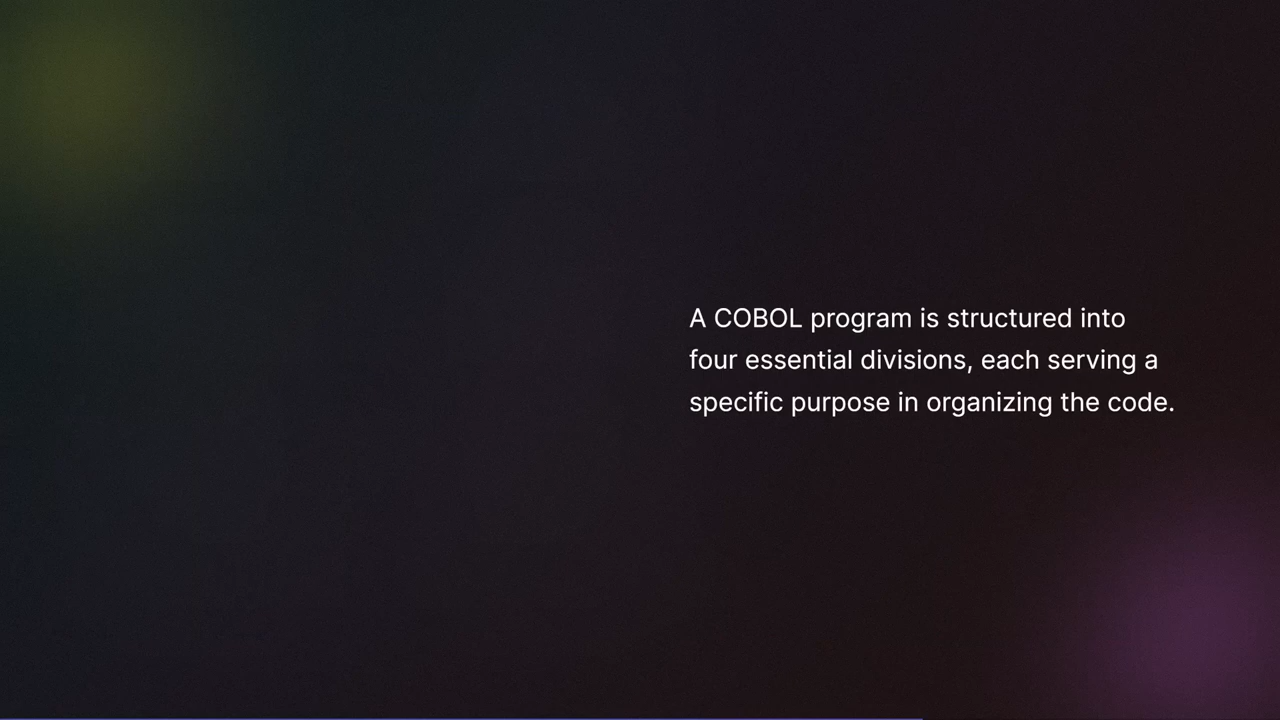 A COBOL program is structured into
four essential divisions, each serving a
specific purpose in organizing the code.